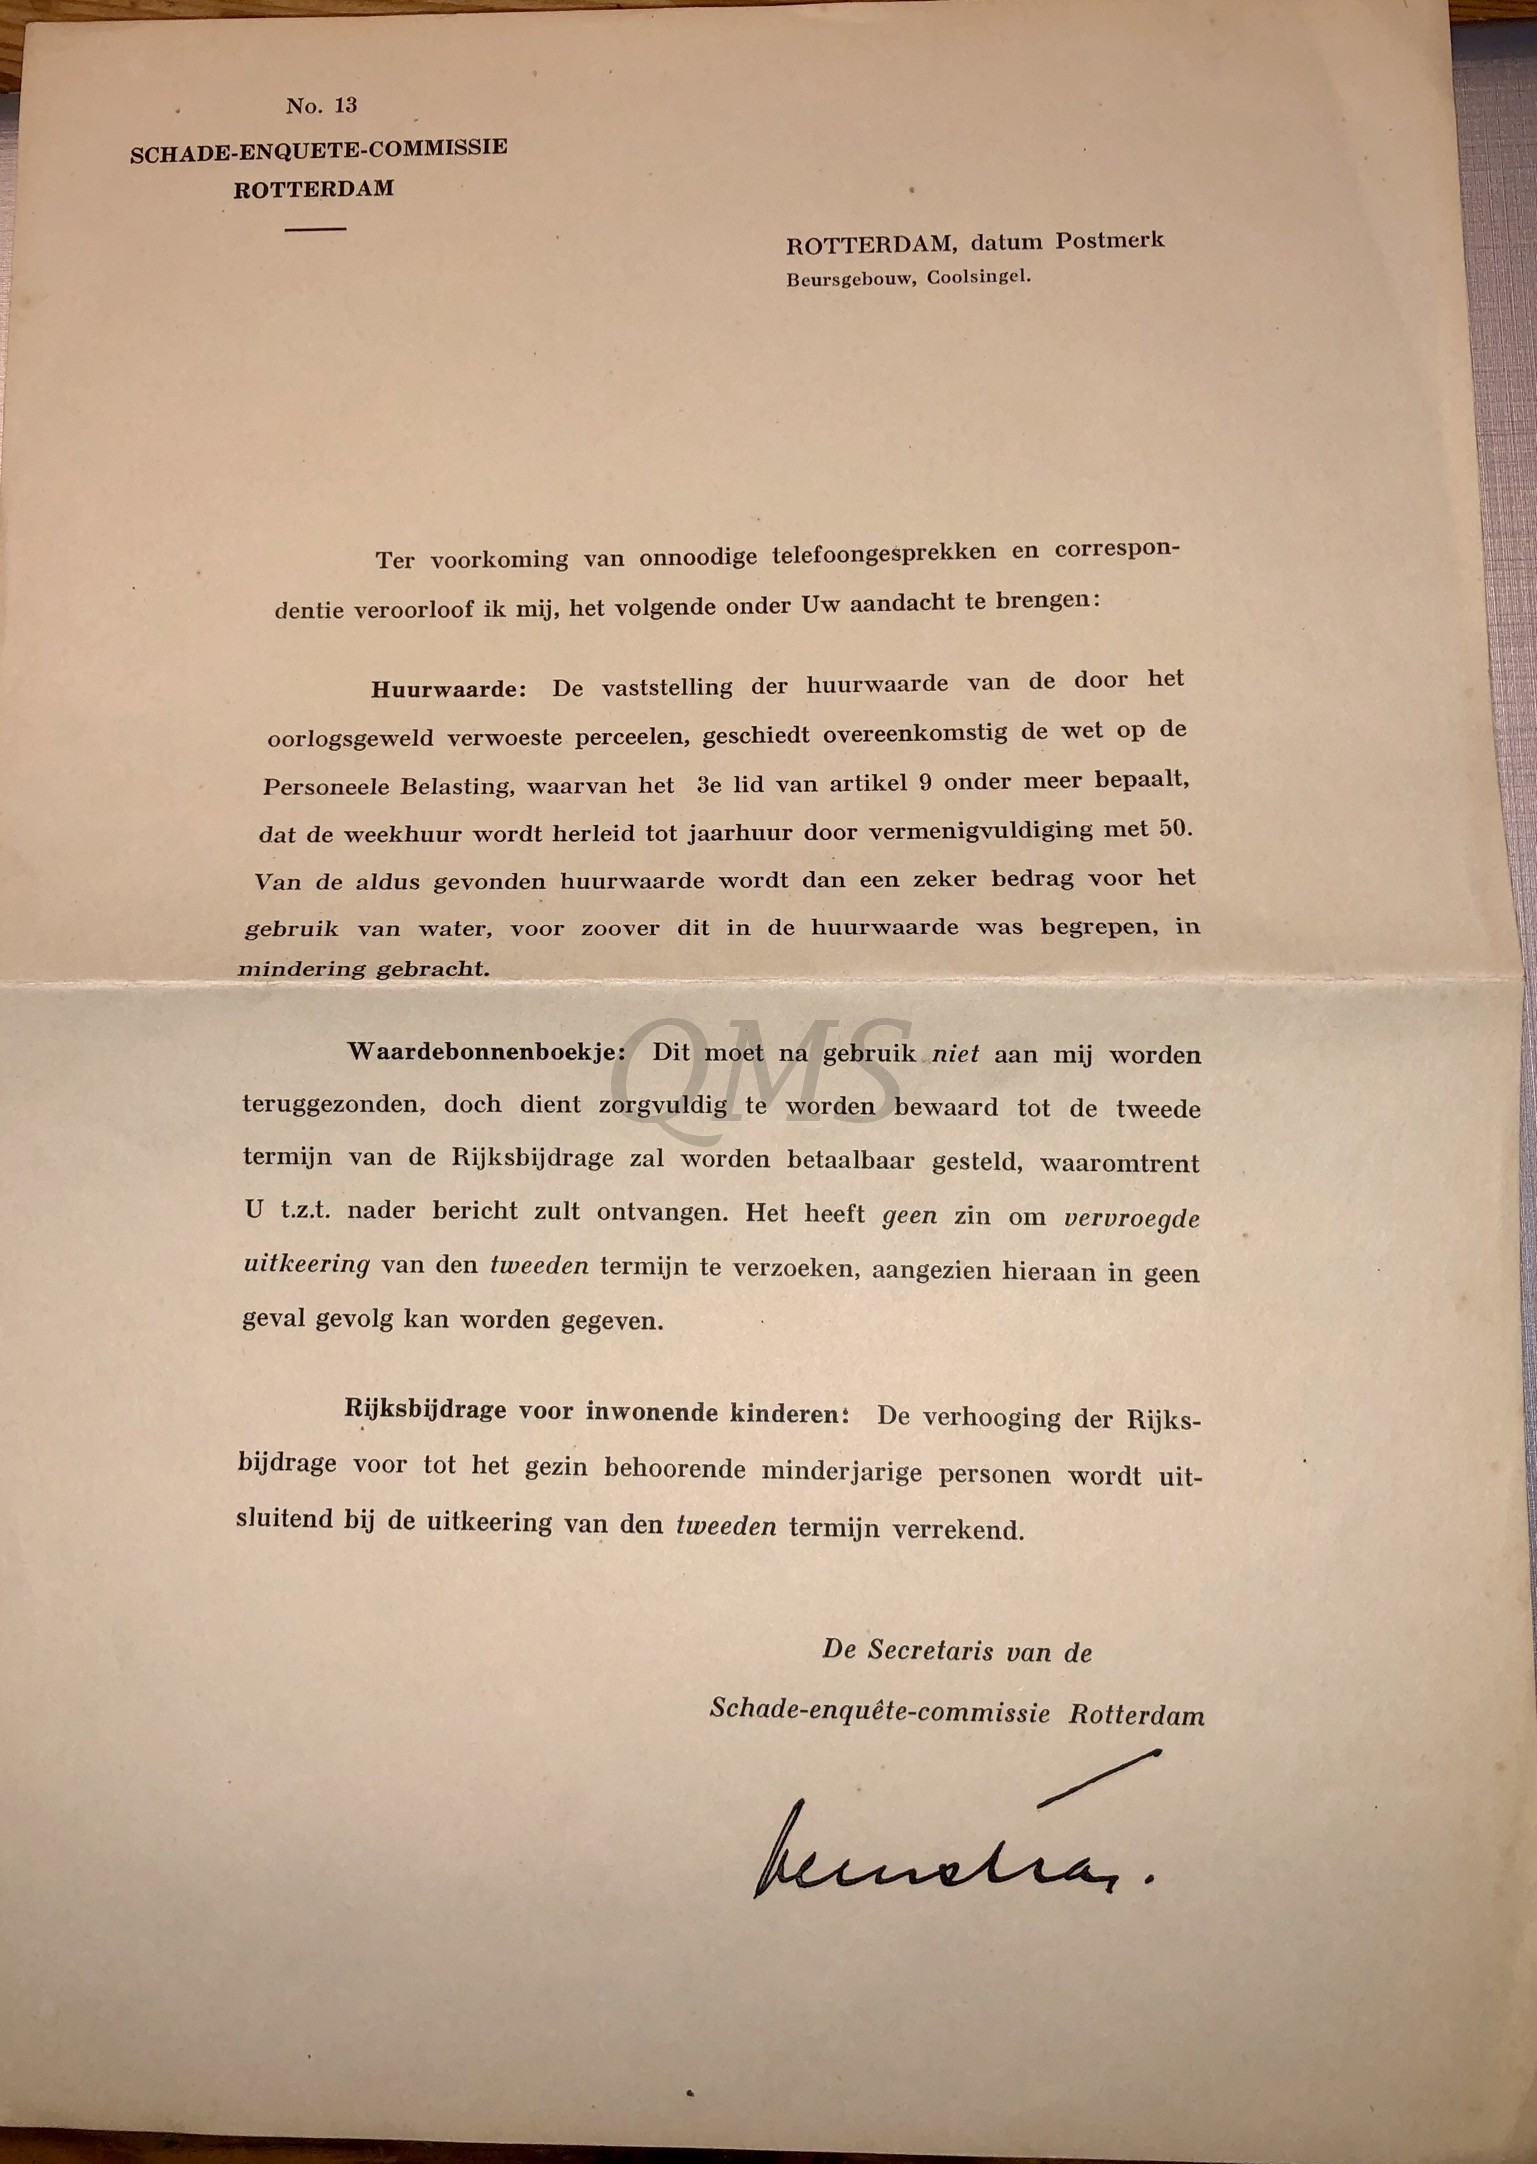 No. 13
SCHADE-ENQUETE-COMMISSIE
ROTTERDAM
ROTTERDAM, datum Postmerk
Beursgebouw, Coolsingel.
Ter voorkoming van onnoodige telefoongesprekken en correspon-
dentie veroorloof ik mij, het volgende onder Uw aandacht te brengen:
Huurwaarde: De vaststelling der huurwaarde van de door het
oorlogsgeweld verwoeste perceelen, geschiedt overeenkomstig de wet op de
Personeele Belasting, waarvan het 3e lid van artikel 9 onder meer bepaalt,
dat de weekhuur wordt herleid tot jaarhuur door vermenigvuldiging met 50.
Van de aldus gevonden huurwaarde wordt dan een zeker bedrag voor het
gebruik van water, voor zoover dit in de huurwaarde was begrepen, in
mindering gebracht.
QMS
Waardebonnenboekje: Dit moet na gebruik niet aan mij worden
teruggezonden, doch dient zorgvuldig te worden bewaard tot de tweede
termijn van de Rijksbijdrage zal worden betaalbaar gesteld, waaromtrent
U t.z.t. nader bericht zult ontvangen. Het heeft geen zin om vervroegde
uitkeering van den tweeden termijn te verzoeken, aangezien hieraan in geen
geval gevolg kan worden gegeven.
Rijksbijdrage voor inwonende kinderen: De verhooging der Rijks-
bijdrage voor tot het gezin behoorende minderjarige personen wordt uit-
sluitend bij de uitkeering van den tweeden termijn verrekend.
De Secretaris van de
Schade-enquête-commissie Rotterdam